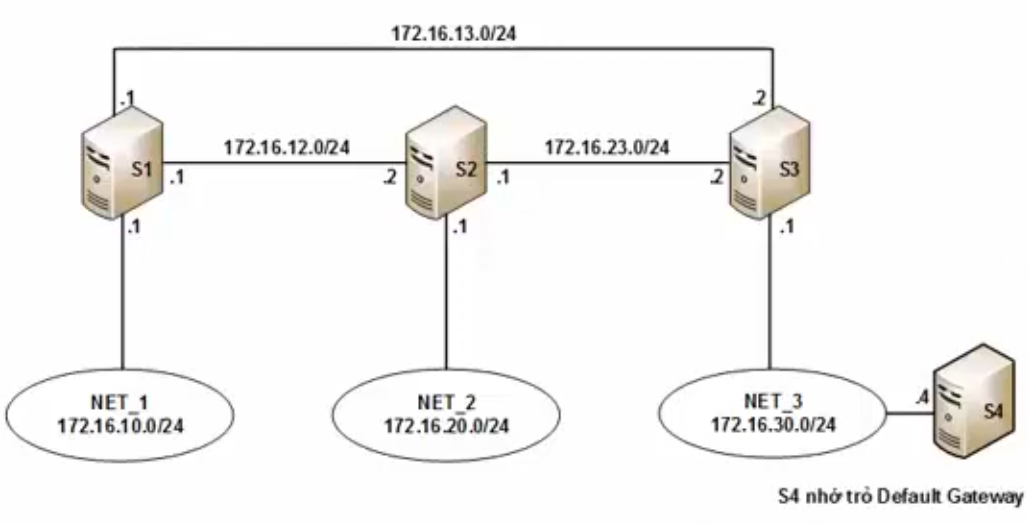 172.16.13.0/24
.1
.2
S1
172.16.12.0/24
S2
172.16.23.0/24
S3
.1
.2
.1
.2
.1
.1
.1
NET_1
172.16.10.0/24
NET_2
172.16.20.0/24
NET_3
172.16.30.0/24
.4
S4
S4 nhớ trỏ Default Gateway